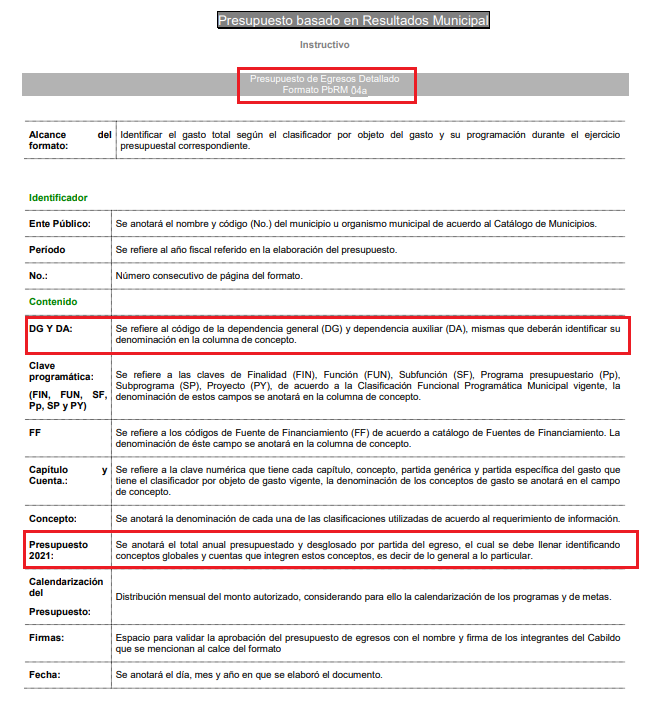 Presupuesto basado en Resultados Municipal
Instructivo
Presupuesto de Egresos Detallado
Formato PbRM 04a
Alcance del
formato:
Identificar el gasto total según el clasificador por objeto del gasto y su programación durante el ejercicio
presupuestal correspondiente.
Identificador
Ente Público:
Se anotará el nombre y código (No.) del municipio u organismo municipal de acuerdo al Catálogo de Municipios.
Período
Se refiere al año fiscal referido en la elaboración del presupuesto.
No.:
Número consecutivo de página del formato.
Contenido
DG Y DA:
Se refiere al código de la dependencia general (DG) y dependencia auxiliar (DA), mismas que deberán identificar su
denominación en la columna de concepto.
Clave
programática:
(FIN, FUN, SF,
Pp, SP y PY)
Se refiere a las claves de Finalidad (FIN), Función (FUN), Subfunción (SF), Programa presupuestario (Pp),
Subprograma (SP), Proyecto (PY), de acuerdo a la Clasificación Funcional Programática Municipal vigente, la
denominación de estos campos se anotará en la columna de concepto.
FF
Se refiere a los códigos de Fuente de Financiamiento (FF) de acuerdo a catálogo de Fuentes de Financiamiento. La
denominación de éste campo se anotará en la columna de concepto.
Capítulo y
Cuenta.:
Se refiere a la clave numérica que tiene cada capítulo, concepto, partida genérica y partida específica del gasto que
tiene el clasificador por objeto de gasto vigente, la denominación de los conceptos de gasto se anotará en el campo
de concepto.
Concepto:
Se anotará la denominación de cada una de las clasificaciones utilizadas de acuerdo al requerimiento de información.
Presupuesto
2021:
Se anotará el total anual presupuestado y desglosado por partida del egreso, el cual se debe llenar identificando
conceptos globales y cuentas que integren estos conceptos, es decir de lo general a lo particular.
Calendarización
del
Presupuesto:
Distribución mensual del monto autorizado, considerando para ello la calendarización de los programas y de metas.
Firmas:
Espacio para validar la aprobación del presupuesto de egresos con el nombre y firma de los integrantes del Cabildo
que se mencionan al calce del formato
Fecha:
Se anotará el día, mes y año en que se elaboró el documento.